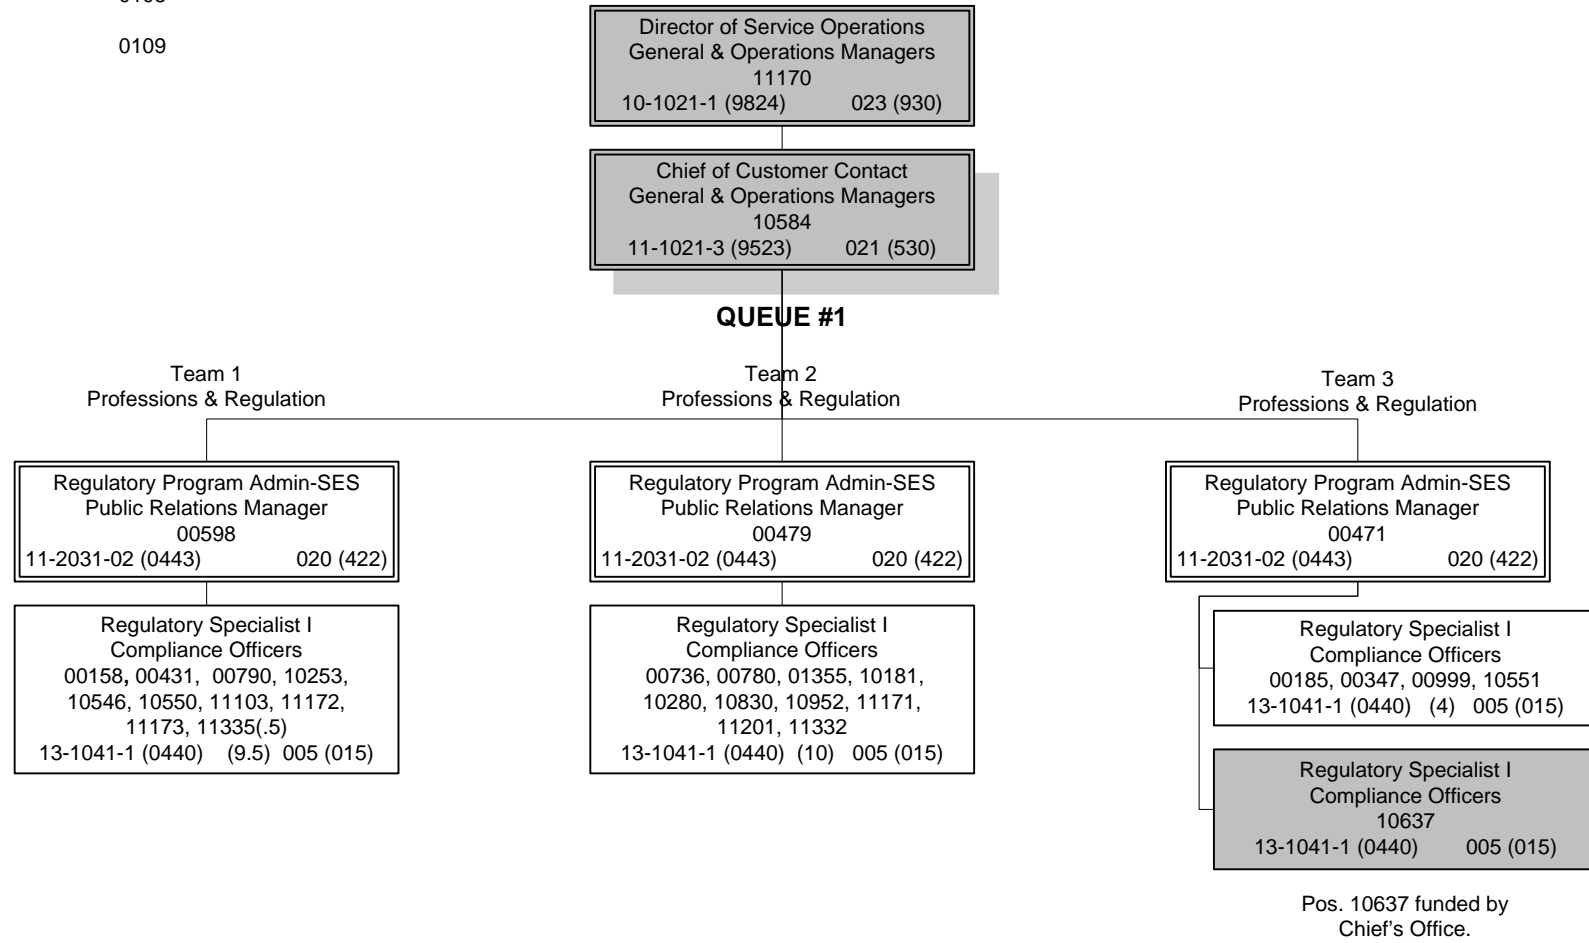 0109
Director of Service Operations
General & Operations Managers
11170
10-1021-1 (9824) 023 (930)
Chief of Customer Contact
General & Operations Managers
10584
11-1021-3 (9523) 021 (530)
QUEUE #1
Team 1
Professions & Regulation
Team 2
Professions & Regulation
Team 3
Professions & Regulation
Regulatory Program Admin-SES
Public Relations Manager
00598
11-2031-02 (0443) 020 (422)
Regulatory Program Admin-SES
Public Relations Manager
00479
11-2031-02 (0443) 020 (422)
Regulatory Program Admin-SES
Public Relations Manager
00471
11-2031-02 (0443) 020 (422)
Regulatory Specialist I
Compliance Officers
00158, 00431, 00790, 10253,
10546, 10550, 11103, 11172,
11173, 11335(.5)
13-1041-1 (0440) (9.5) 005 (015)
Regulatory Specialist I
Compliance Officers
00736, 00780, 01355, 10181,
10280, 10830, 10952, 11171,
11201, 11332
13-1041-1 (0440) (10) 005 (015)
Regulatory Specialist I
Compliance Officers
00185, 00347, 00999, 10551
13-1041-1 (0440) (4) 005 (015)
Regulatory Specialist I
Compliance Officers
10637
13-1041-1 (0440) 005 (015)
Pos. 10637 funded by
Chief's Office.